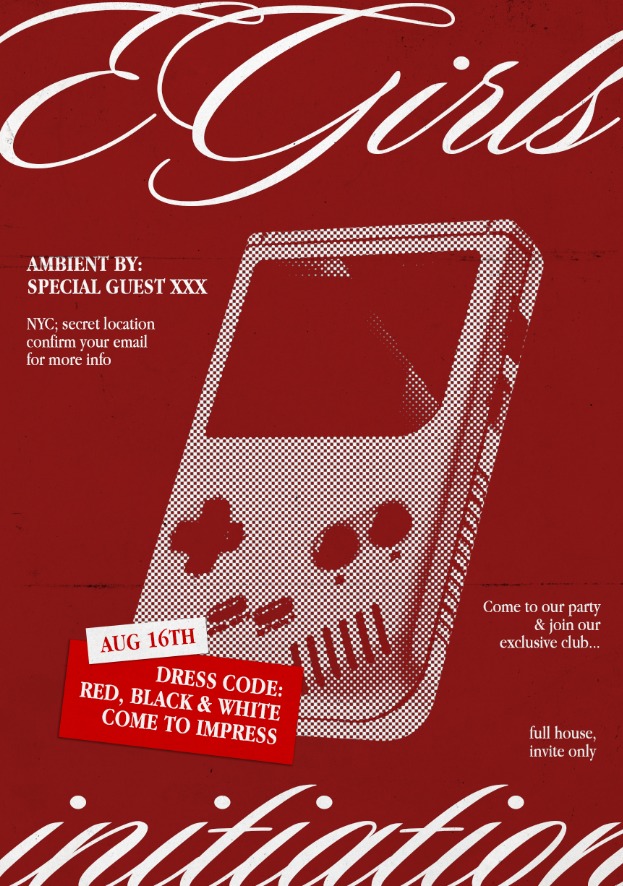 EGirls
AMBIENT BY:
SPECIAL GUEST XXX
NYC; secret location
confirm your email
for more info
Come to our party
& join our
exclusive club...
AUG 16TH
DRESS CODE:
RED, BLACK & WHITE
COME TO IMPRESS
full house,
invite only
initiation